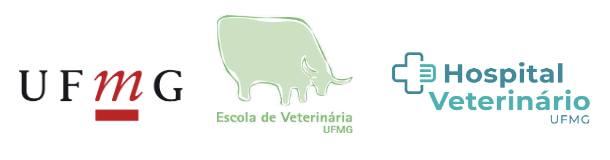 UFmG
Escola de Veterinária
UFMG
Hospital
Veterinário
UFMG